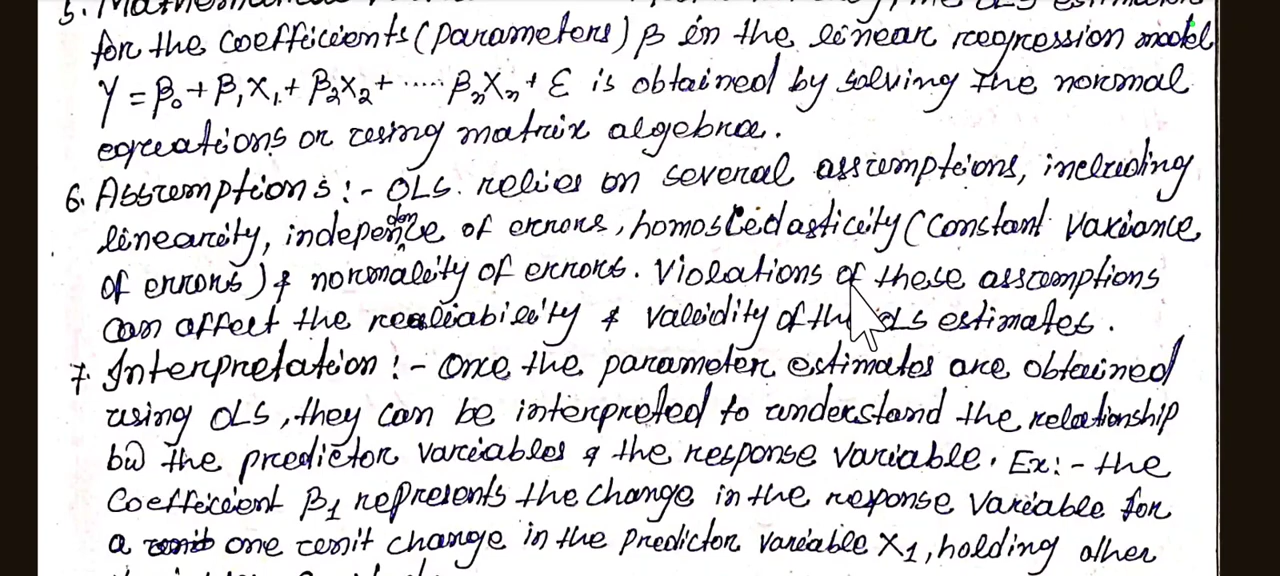 5. Mathematical
for the coefficients (parameters) β in the linear regression model
Y = β₀ + β₁X₁ + β₂X₂ + ..... βₙXₙ + Ɛ is obtained by solving the normal
equations or using matrix algebra.
6. Assumptions :- OLS. relies on several assumptions, including
linearity, independence of errors, homoscedasticity (constant variance
of errors) & normality of errors. Violations of these assumptions
can affect the realiability & validity of the OLS estimates.
7. Interpretation :- Once the parameter estimates are obtained
using OLS, they can be interpreted to understand the relationship
bw the predictor variables & the response variable. Ex:- the
coefficient β₁ represents the change in the response variable for
a one unit change in the predictor variable X₁, holding other